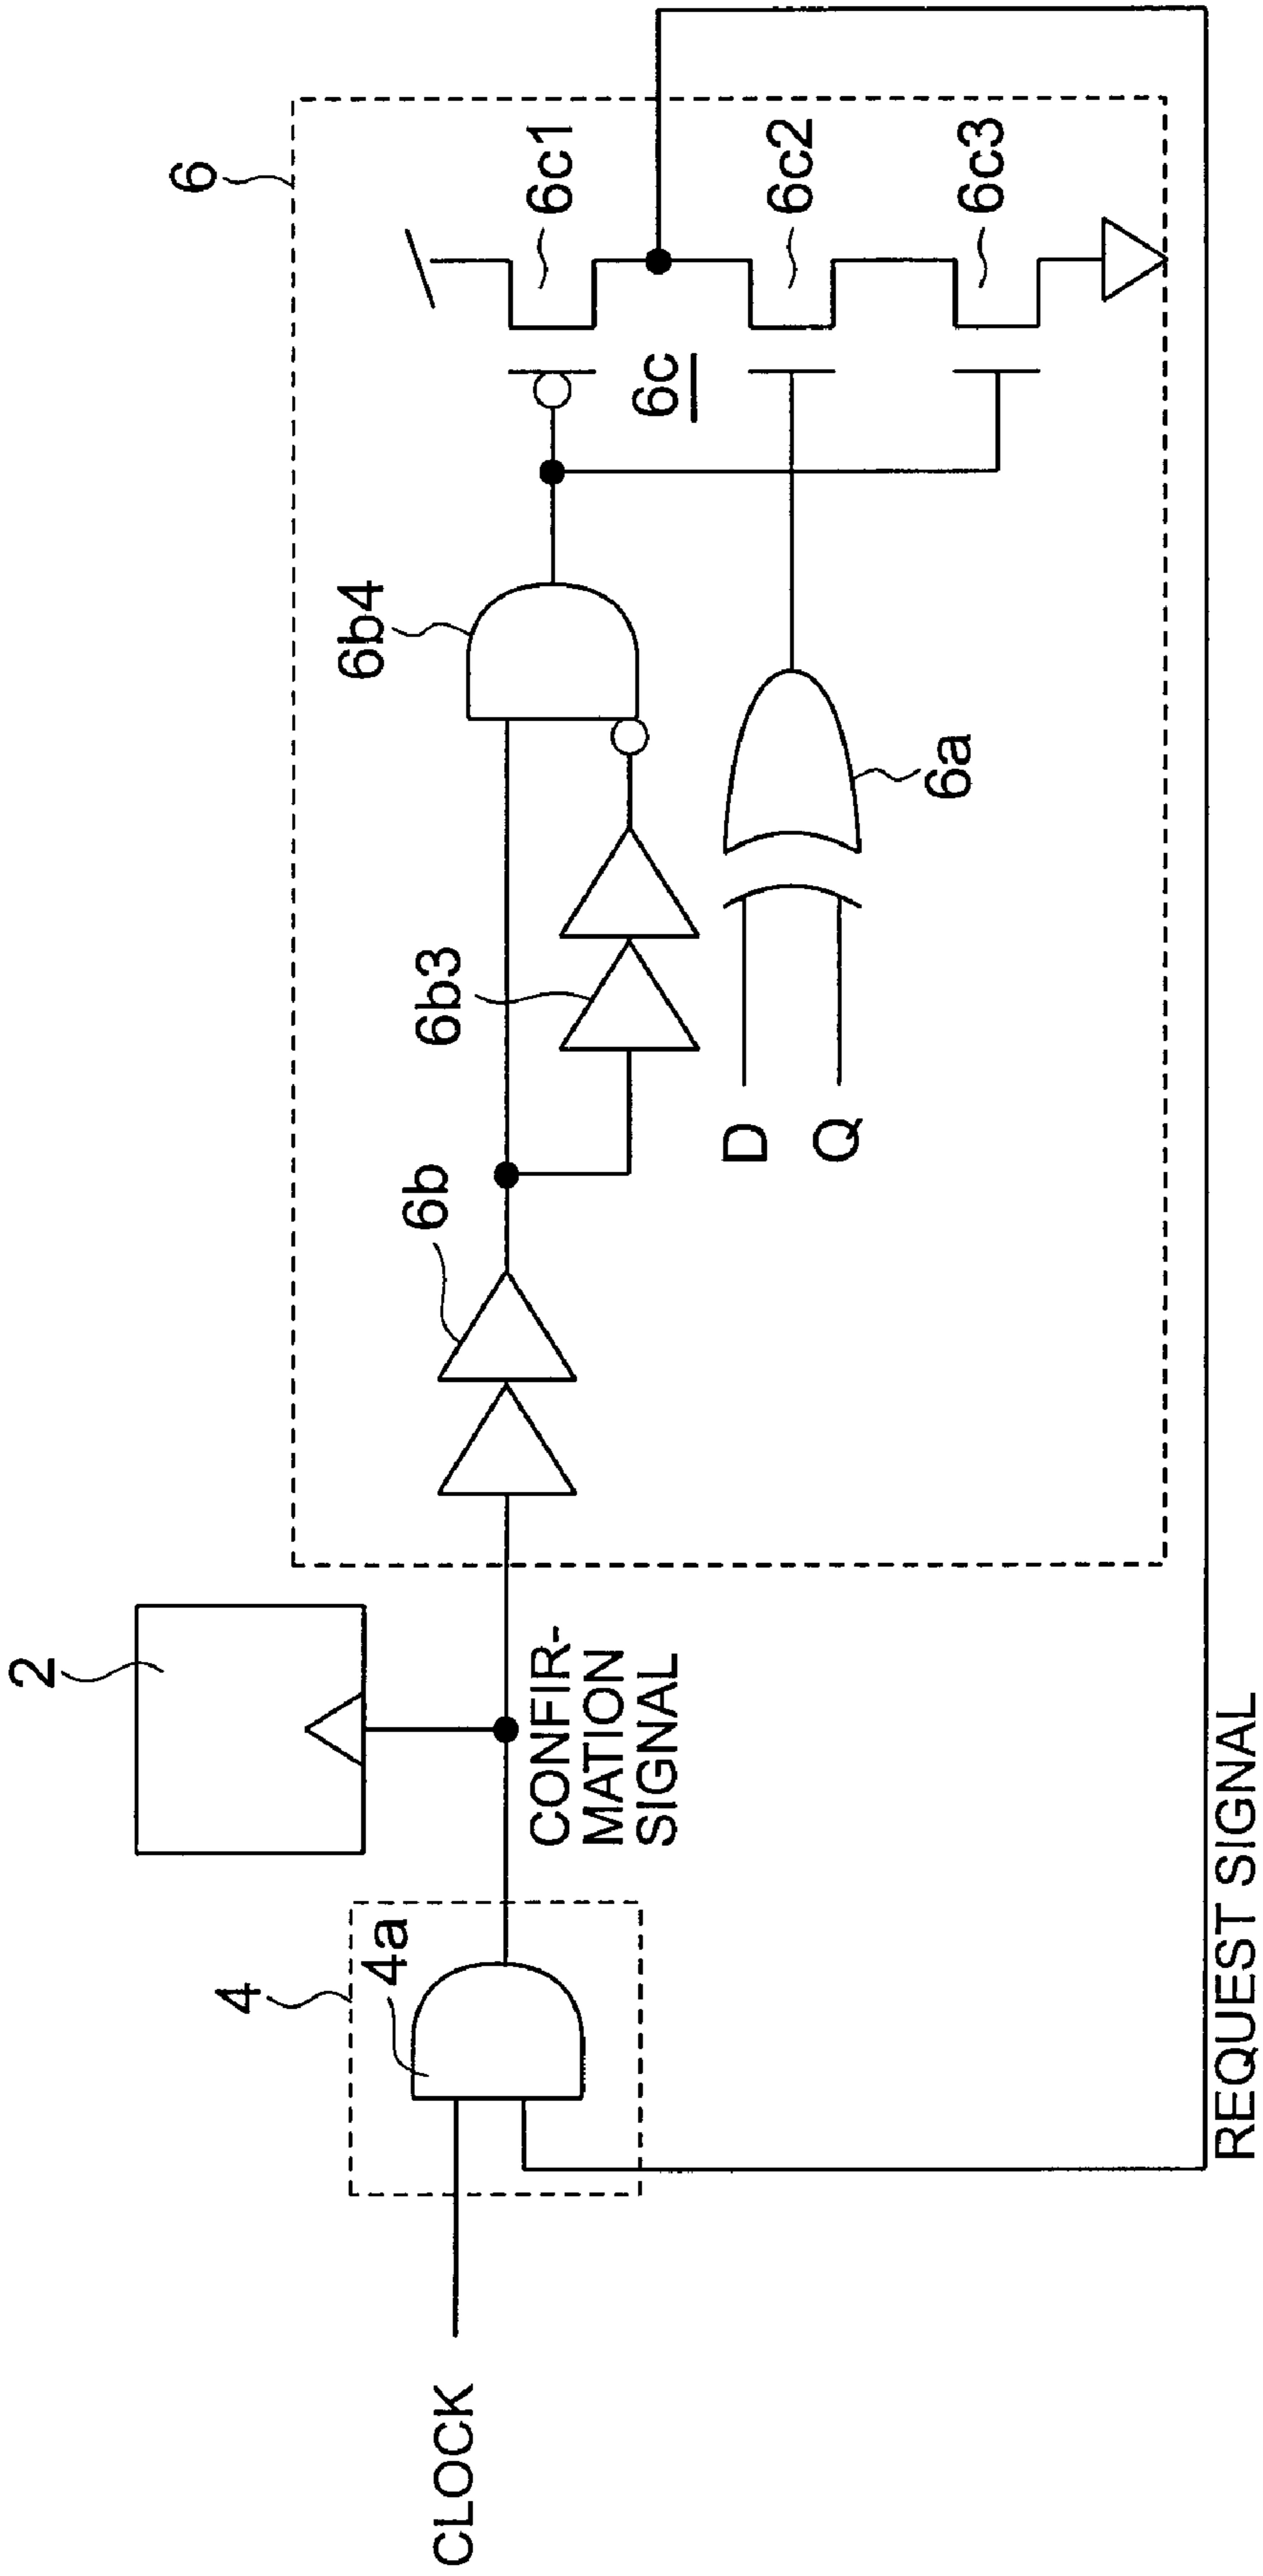 2
4
4a
CLOCK
CONFIR-
MATION
SIGNAL
6
6b
6b3
6b4
6c1
6c
6c2
6c3
D
Q
6a
REQUEST SIGNAL